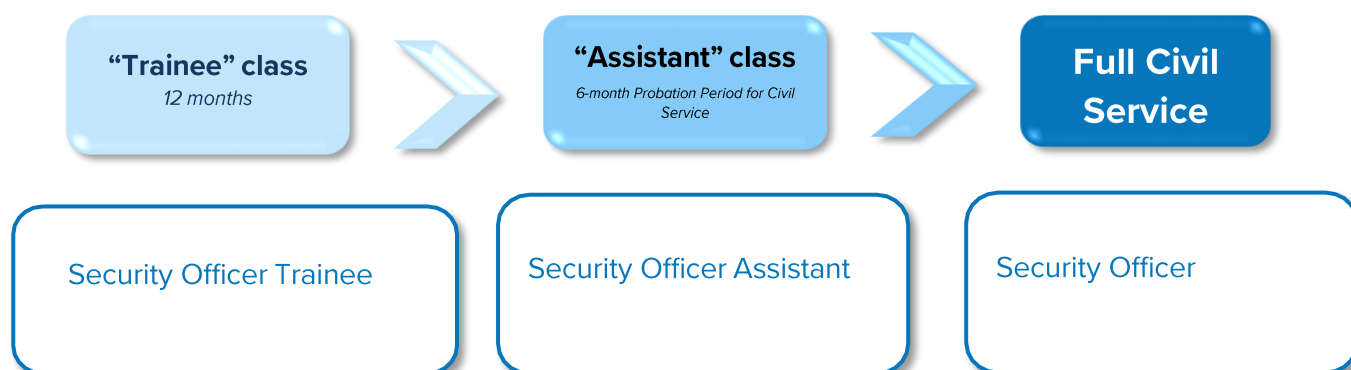 “Trainee” class
12 months
“Assistant” class
6-month Probation Period for Civil
Service
Full Civil
Service
Security Officer Trainee
Security Officer Assistant
Security Officer